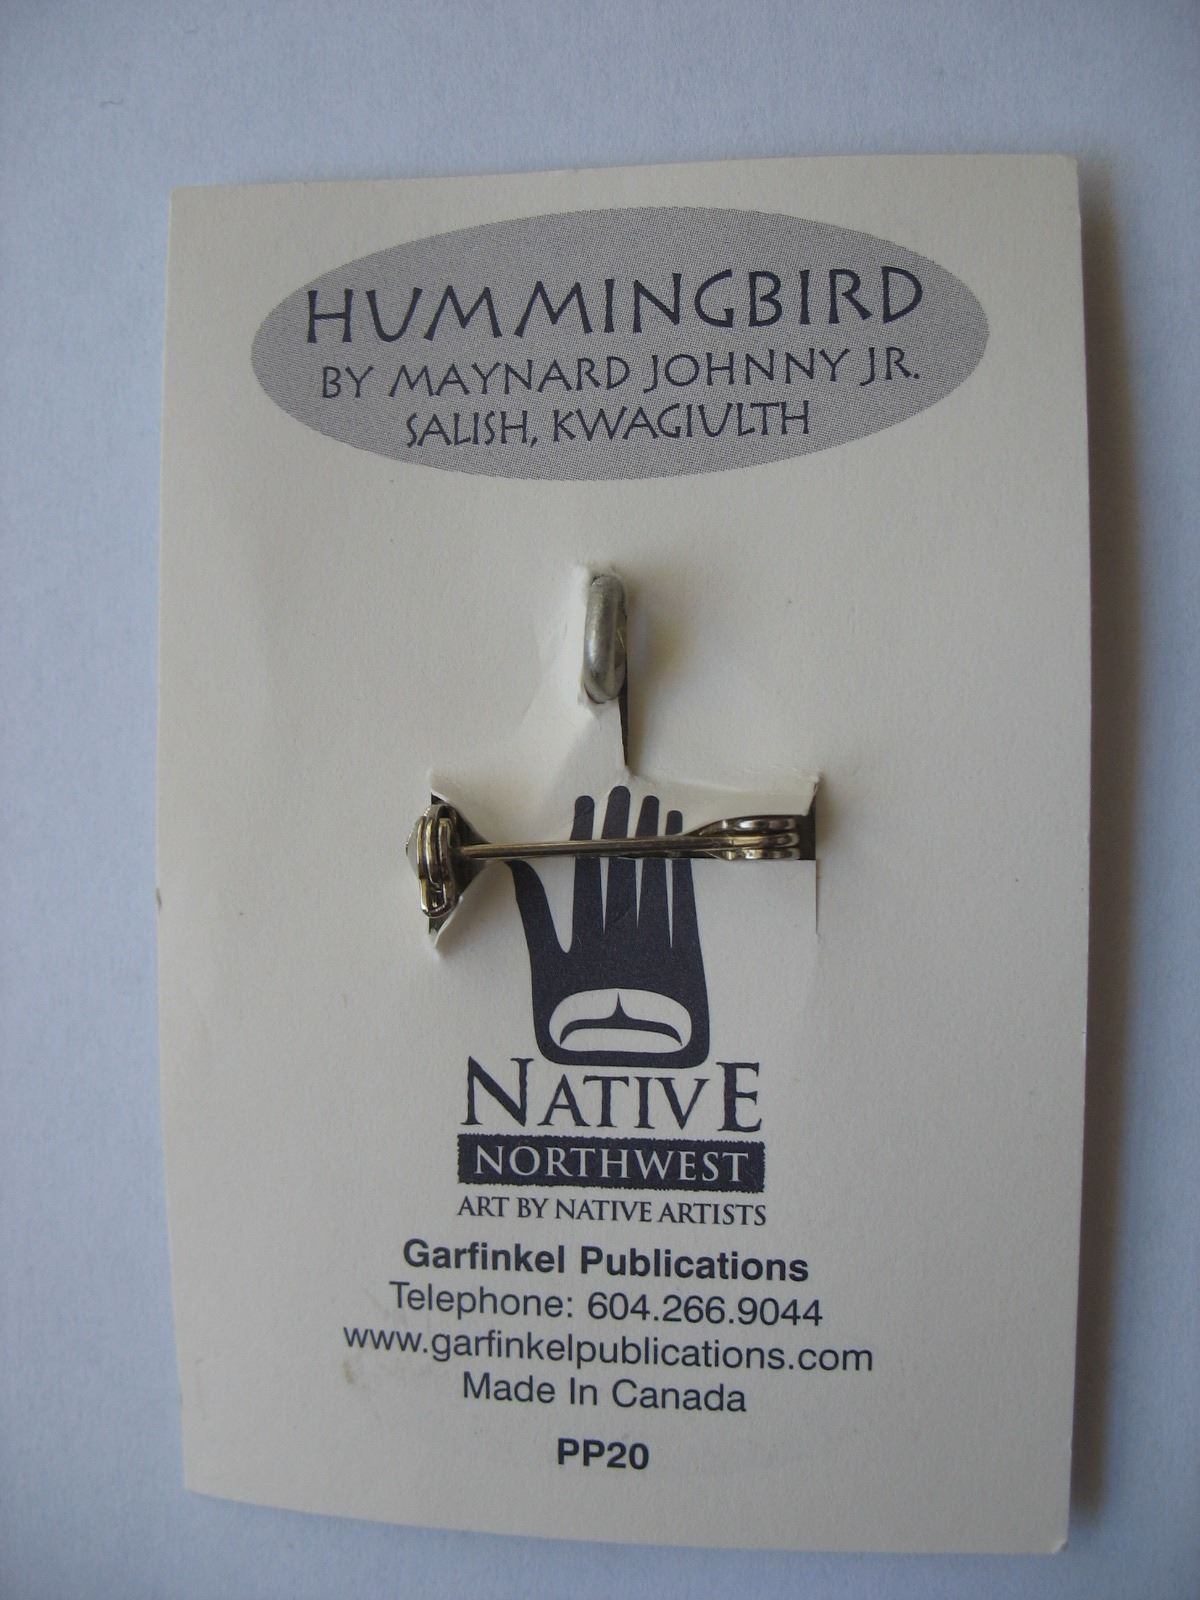 HUMMINGBIRD
BY MAYNARD JOHNNY JR.
SALISH, KWAGIULTH
NATIVE
NORTHWEST
ART BY NATIVE ARTISTS
Garfinkel Publications
Telephone: 604.266.9044
www.garfinkelpublications.com
Made In Canada
PP20